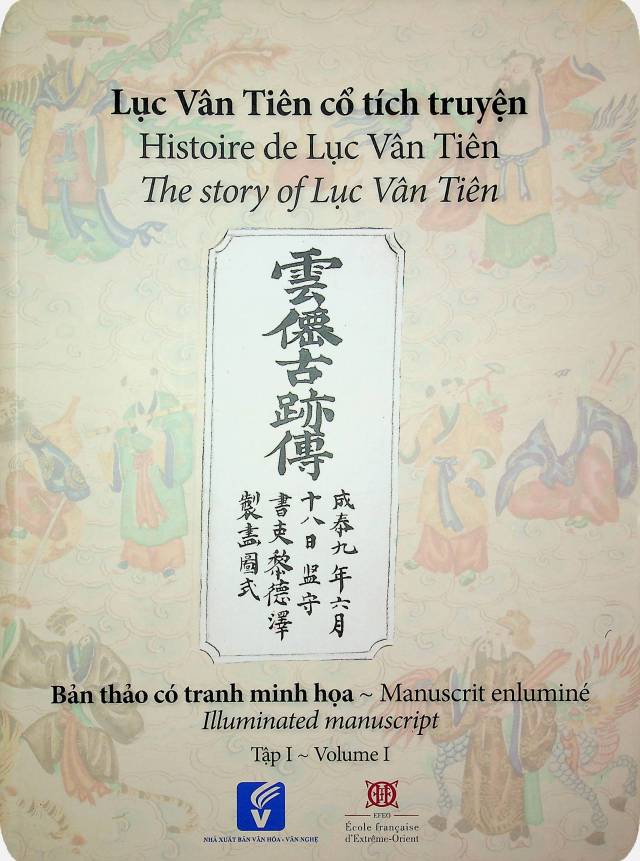 Lục Vân Tiên cổ tích truyện
Histoire de Lục Vân Tiên
The story of Lục Vân Tiên
雲僊古跡傳
成泰九年六月
十八日监守
書吏黎德澤
製畵圖式
Bản thảo có tranh minh họa ~ Manuscrit enluminé
Illuminated manuscript
Tập I ~ Volume I
NHÀ XUẤT BẢN VĂN HÓA - VĂN NGHỆ
EFEO
École française
d'Extrême-Orient